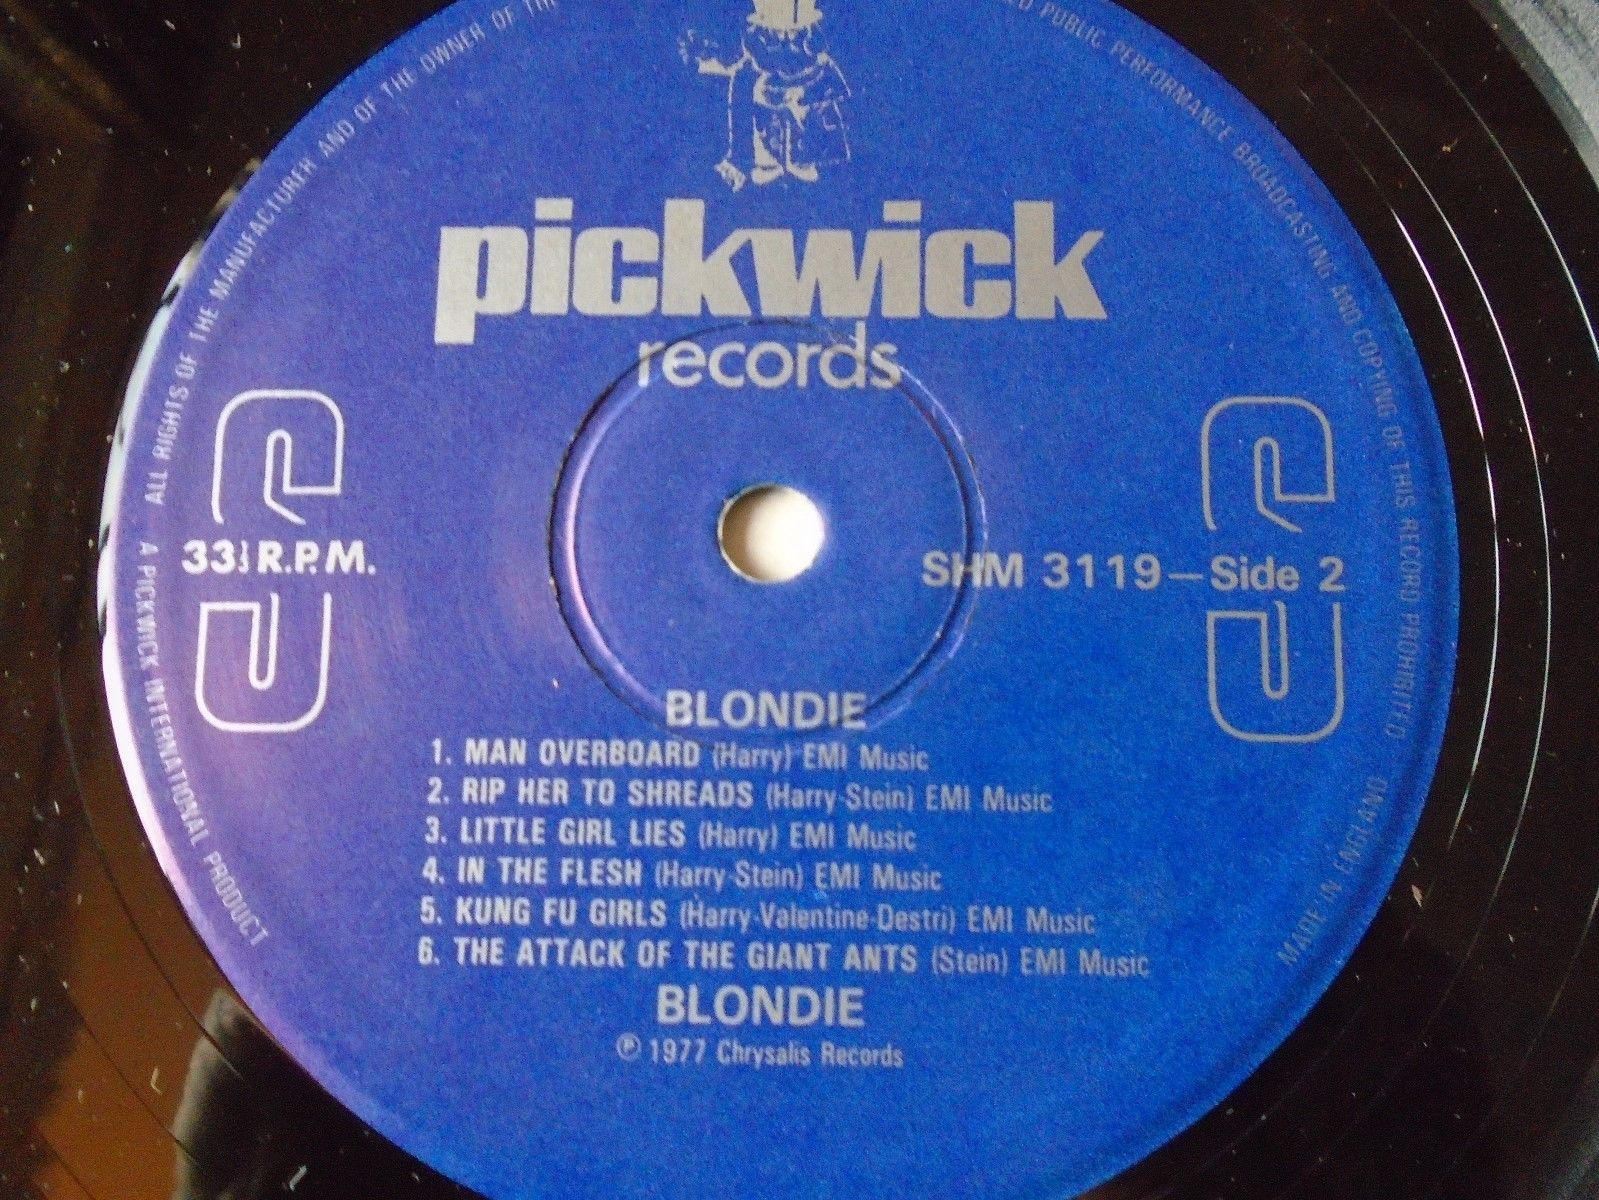 ALL RIGHTS OF THE MANUFACTURER AND OF THE OWNER OF THE
PUBLIC PERFORMANCE BROADCASTING AND COPYING OF THIS RECORD PROHIBITED
pickwick
records
33⅓ R.P.M.
SHM 3119—Side 2
BLONDIE
1. MAN OVERBOARD (Harry) EMI Music
2. RIP HER TO SHREADS (Harry-Stein) EMI Music
3. LITTLE GIRL LIES (Harry) EMI Music
4. IN THE FLESH (Harry-Stein) EMI Music
5. KUNG FU GIRLS (Harry-Valentine-Destri) EMI Music
6. THE ATTACK OF THE GIANT ANTS (Stein) EMI Music
BLONDIE
℗ 1977 Chrysalis Records
A PICKWICK INTERNATIONAL PRODUCT
MADE IN ENGLAND